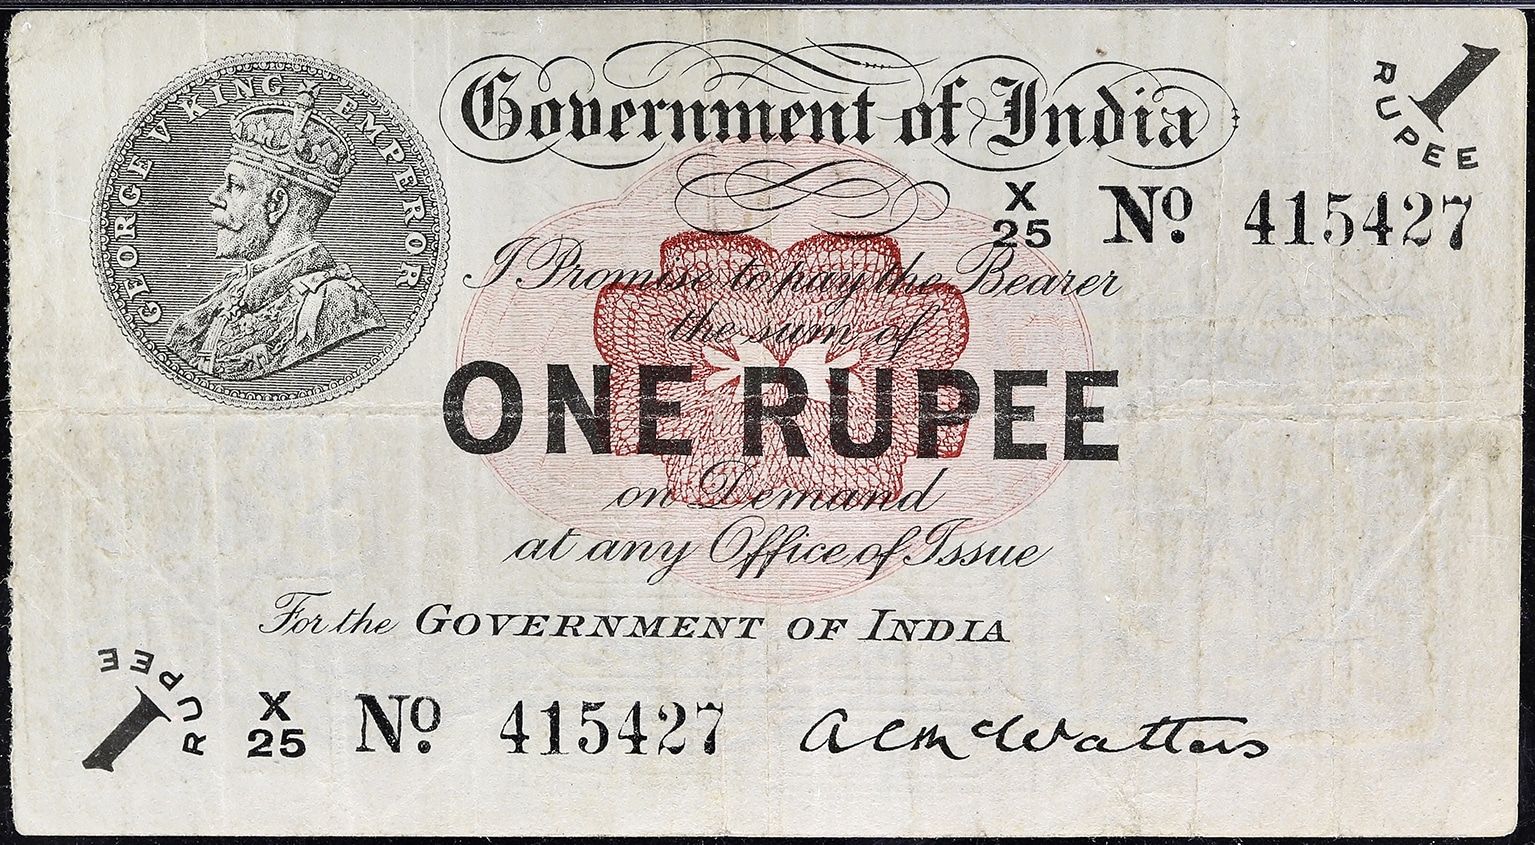 GEORGE V KING EMPEROR
Government of India
1
RUPEE
X
25 No. 415427
I Promise to pay the Bearer
the sum of
ONE RUPEE
on Demand
at any Office of Issue
For the GOVERNMENT OF INDIA
1
RUPEE
X
25 No. 415427
A C McWatters